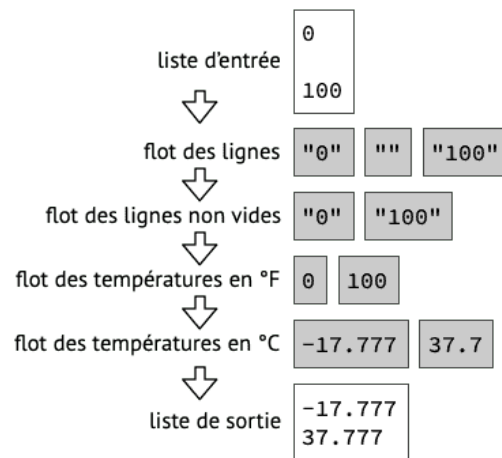 0
liste d'entrée
100
flot des lignes "0" "" "100"
flot des lignes non vides "0" "100"
flot des températures en °F 0 100
flot des températures en °C -17.777 37.7
liste de sortie -17.777
37.777